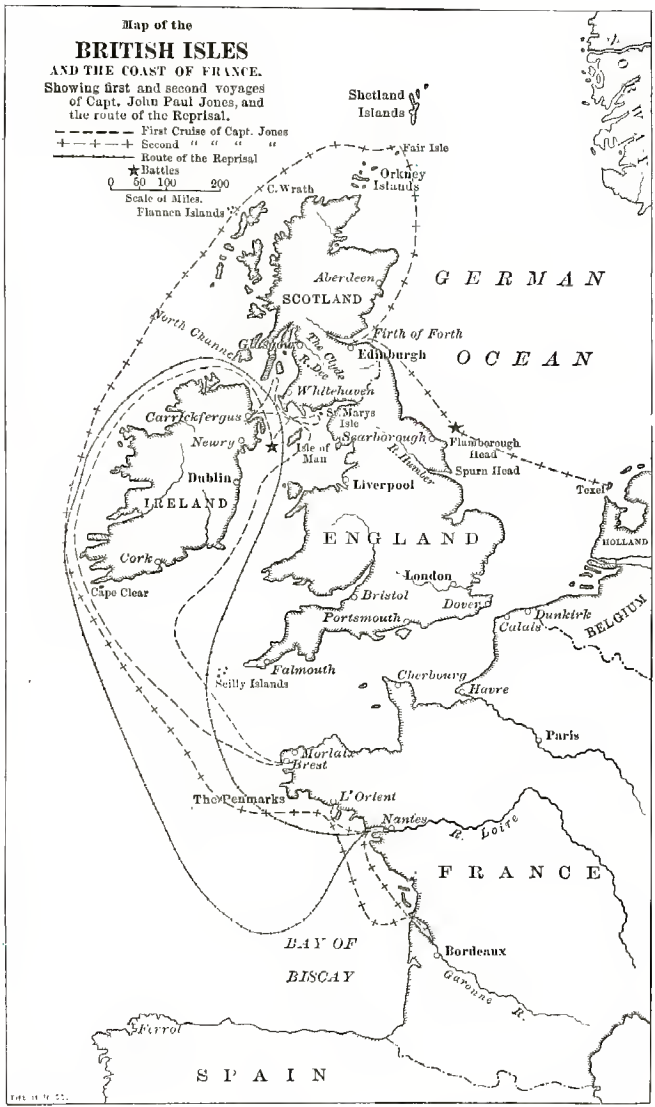 Map of the
BRITISH ISLES
AND THE COAST OF FRANCE.
Showing first and second voyages
of Capt. John Paul Jones, and
the route of the Reprisal.
First Cruise of Capt. Jones
Second " " " "
Route of the Reprisal
Battles
0 50 100 200
Scale of Miles.
NORWAY
Shetland
Islands
Fair Isle
Orkney
Islands
C. Wrath
Flannen Islands
Aberdeen
SCOTLAND
GERMAN
OCEAN
North Channel
Glasgow
The Clyde
R. Dee
Firth of Forth
Edinburgh
Whitehaven
Carrickfergus
St. Marys
Isle
Newry
Isle of
Man
Scarborough
Flamborough
Head
R. Humber
Spurn Head
Dublin
Liverpool
Texel
IRELAND
ENGLAND
HOLLAND
Cork
Cape Clear
London
Bristol
Dover
Portsmouth
Dunkirk
Calais
BELGIUM
Falmouth
Scilly Islands
Cherbourg
Havre
Paris
Morlaix
Brest
The Penmarks
L'Orient
Nantes
R. Loire
FRANCE
BAY OF
BISCAY
Bordeaux
Garonne R.
Ferrol
SPAIN